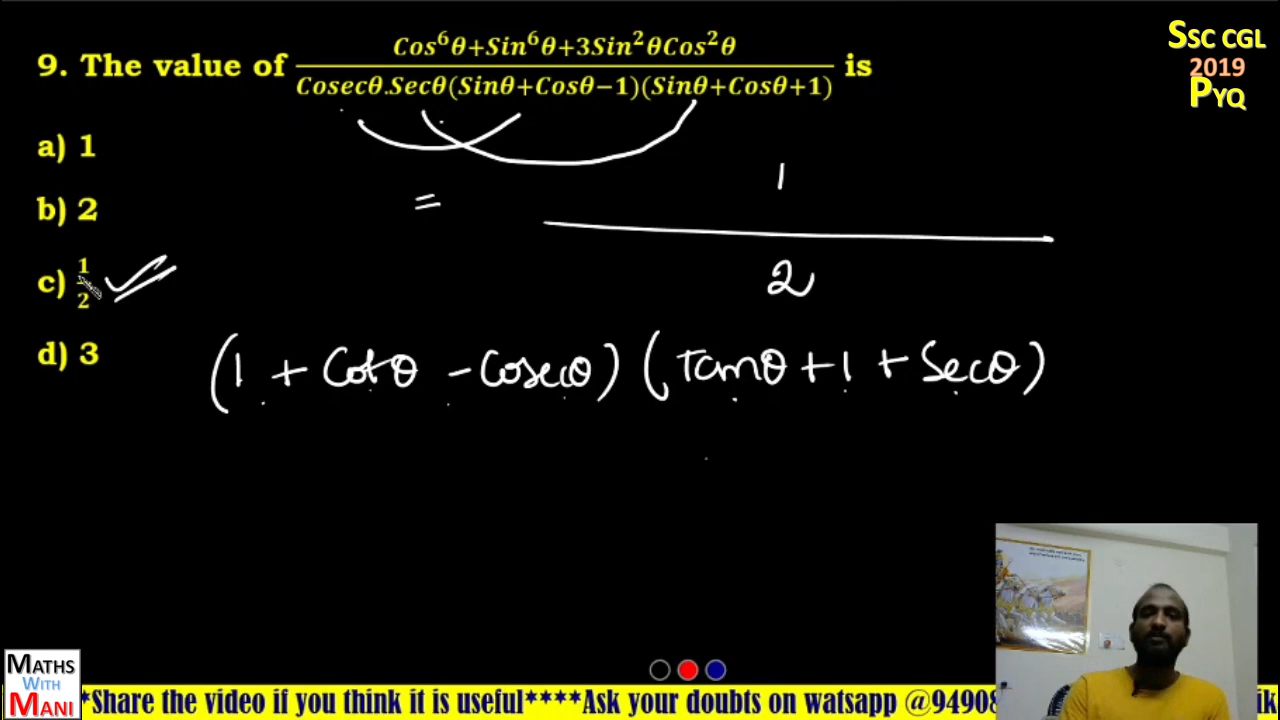 SSC CGL
2019
PYQ
9. The value of (Cos⁶θ+Sin⁶θ+3Sin²θCos²θ)/(Cosecθ.Secθ(Sinθ+Cosθ−1)(Sinθ+Cosθ+1)) is
a) 1
b) 2
c) 1/2
d) 3
= 1/2
(1 + Cotθ - Cosecθ) (Tanθ + 1 + Secθ)
MATHS
WITH
MANI
*Share the video if you think it is useful****Ask your doubts on watsapp @9490